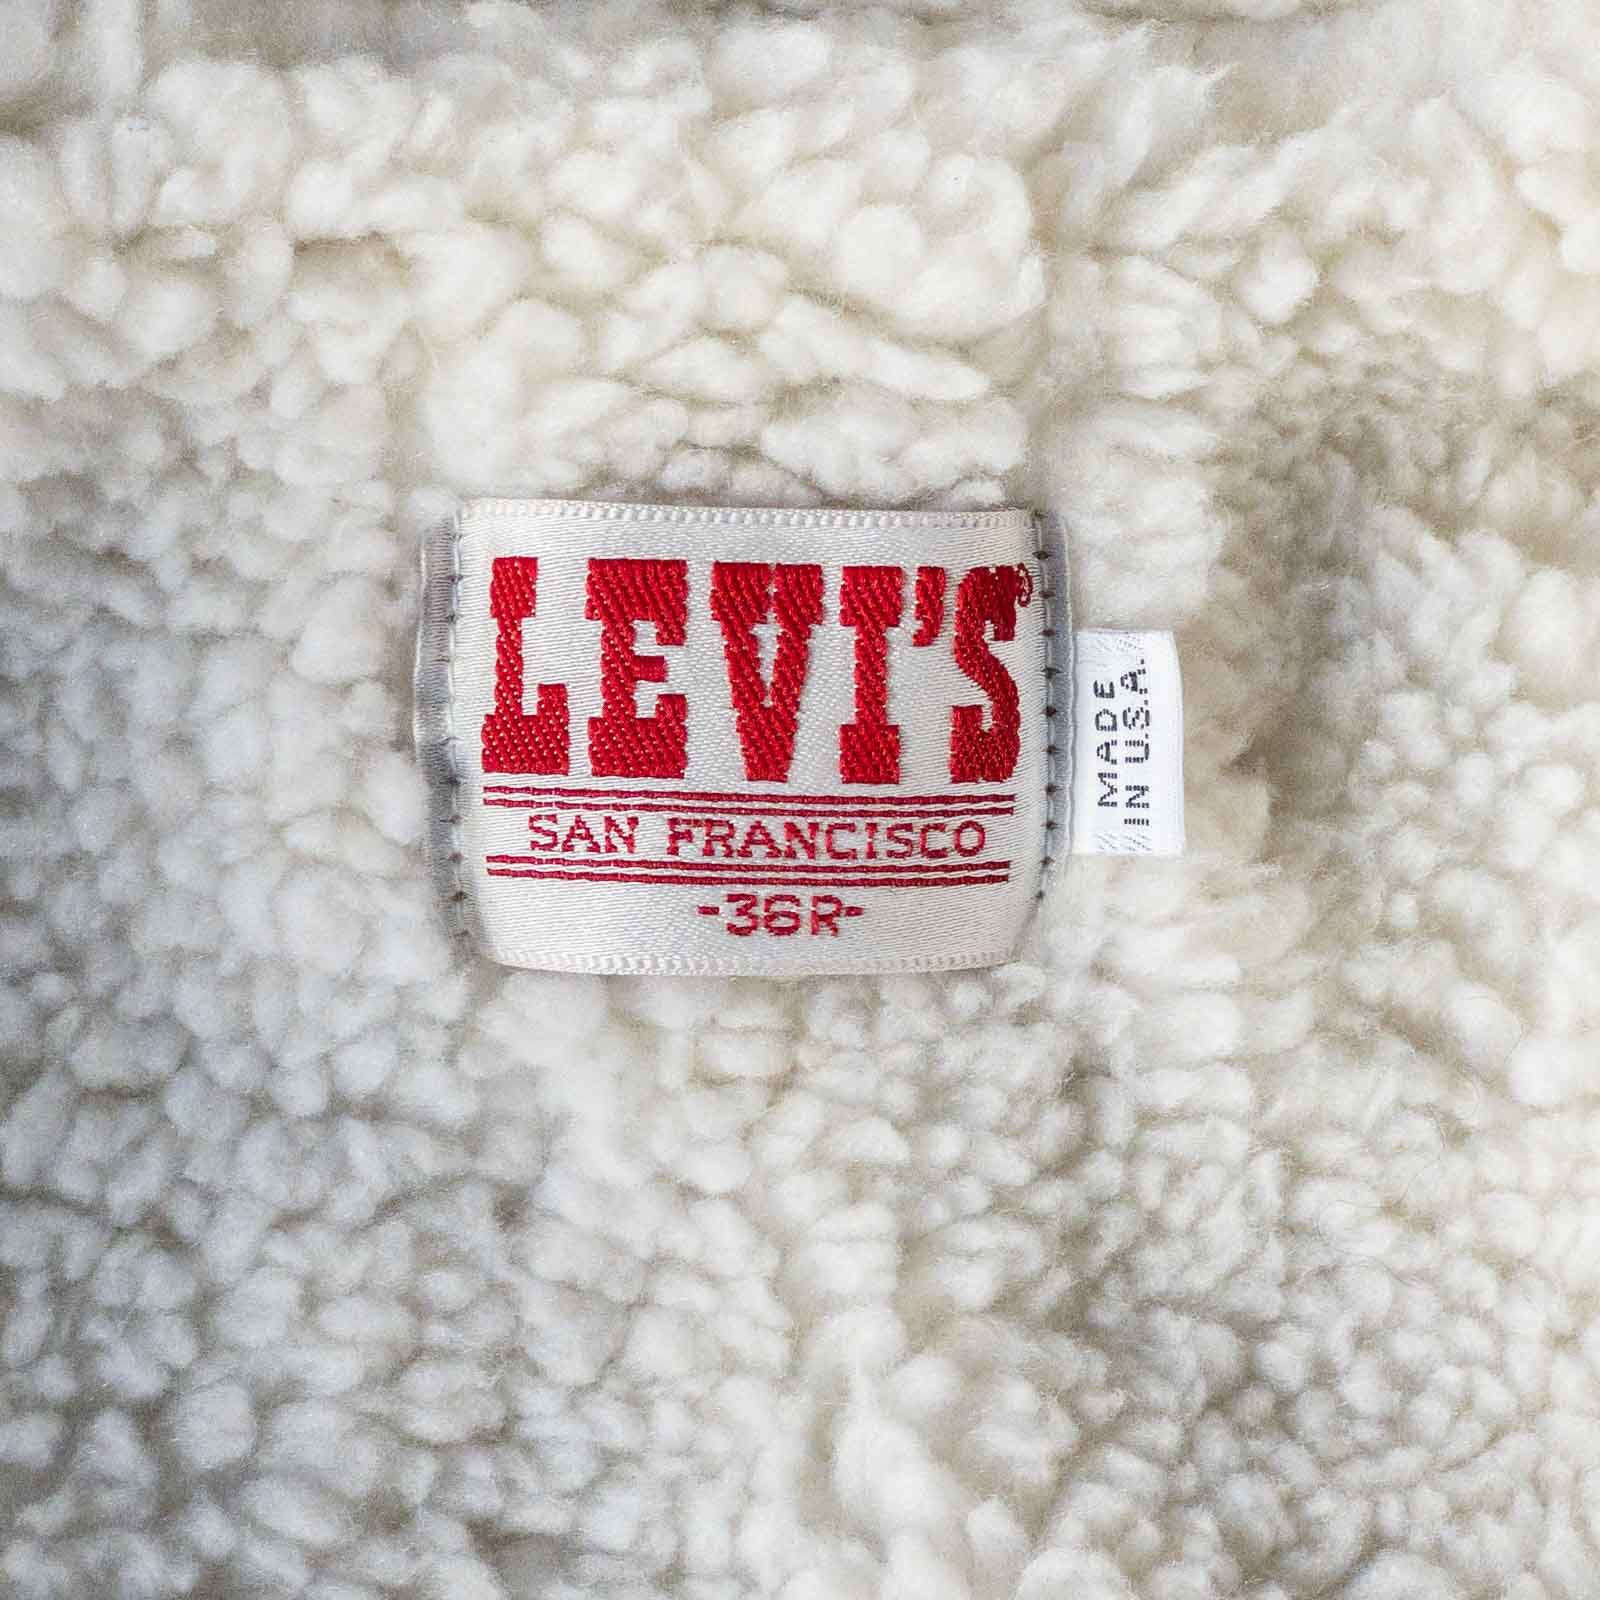 LEVI'S®
SAN FRANCISCO
-36R-
MADE
IN U.S.A.